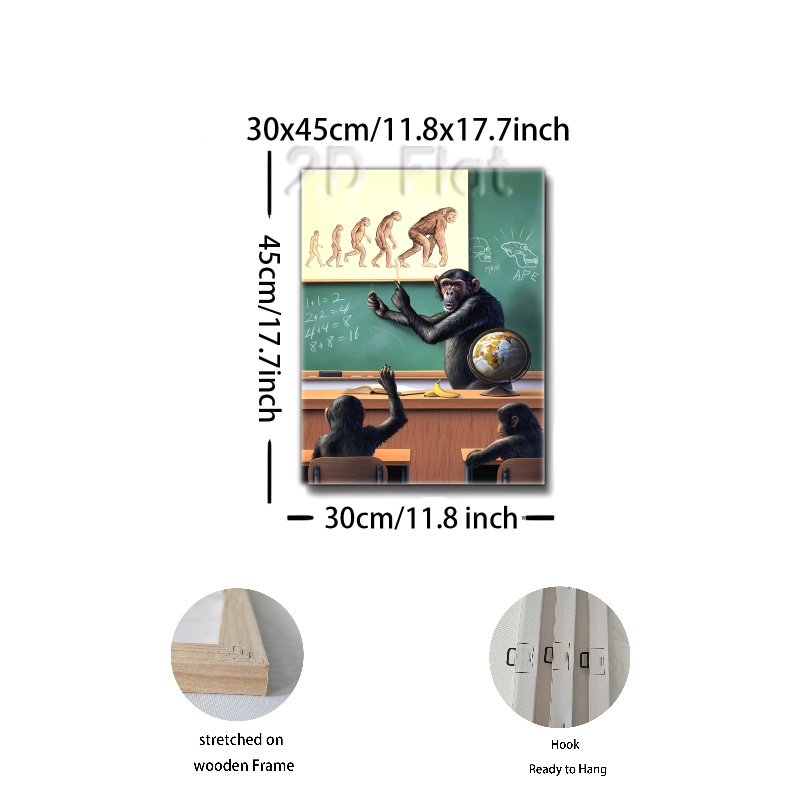 30x45cm/11.8x17.7inch
2D Flat
45cm/17.7inch
MAN
APE
1+1=2
2+2=4
4+4=8
8+8=16
30cm/11.8 inch
stretched on
wooden Frame
Hook
Ready to Hang